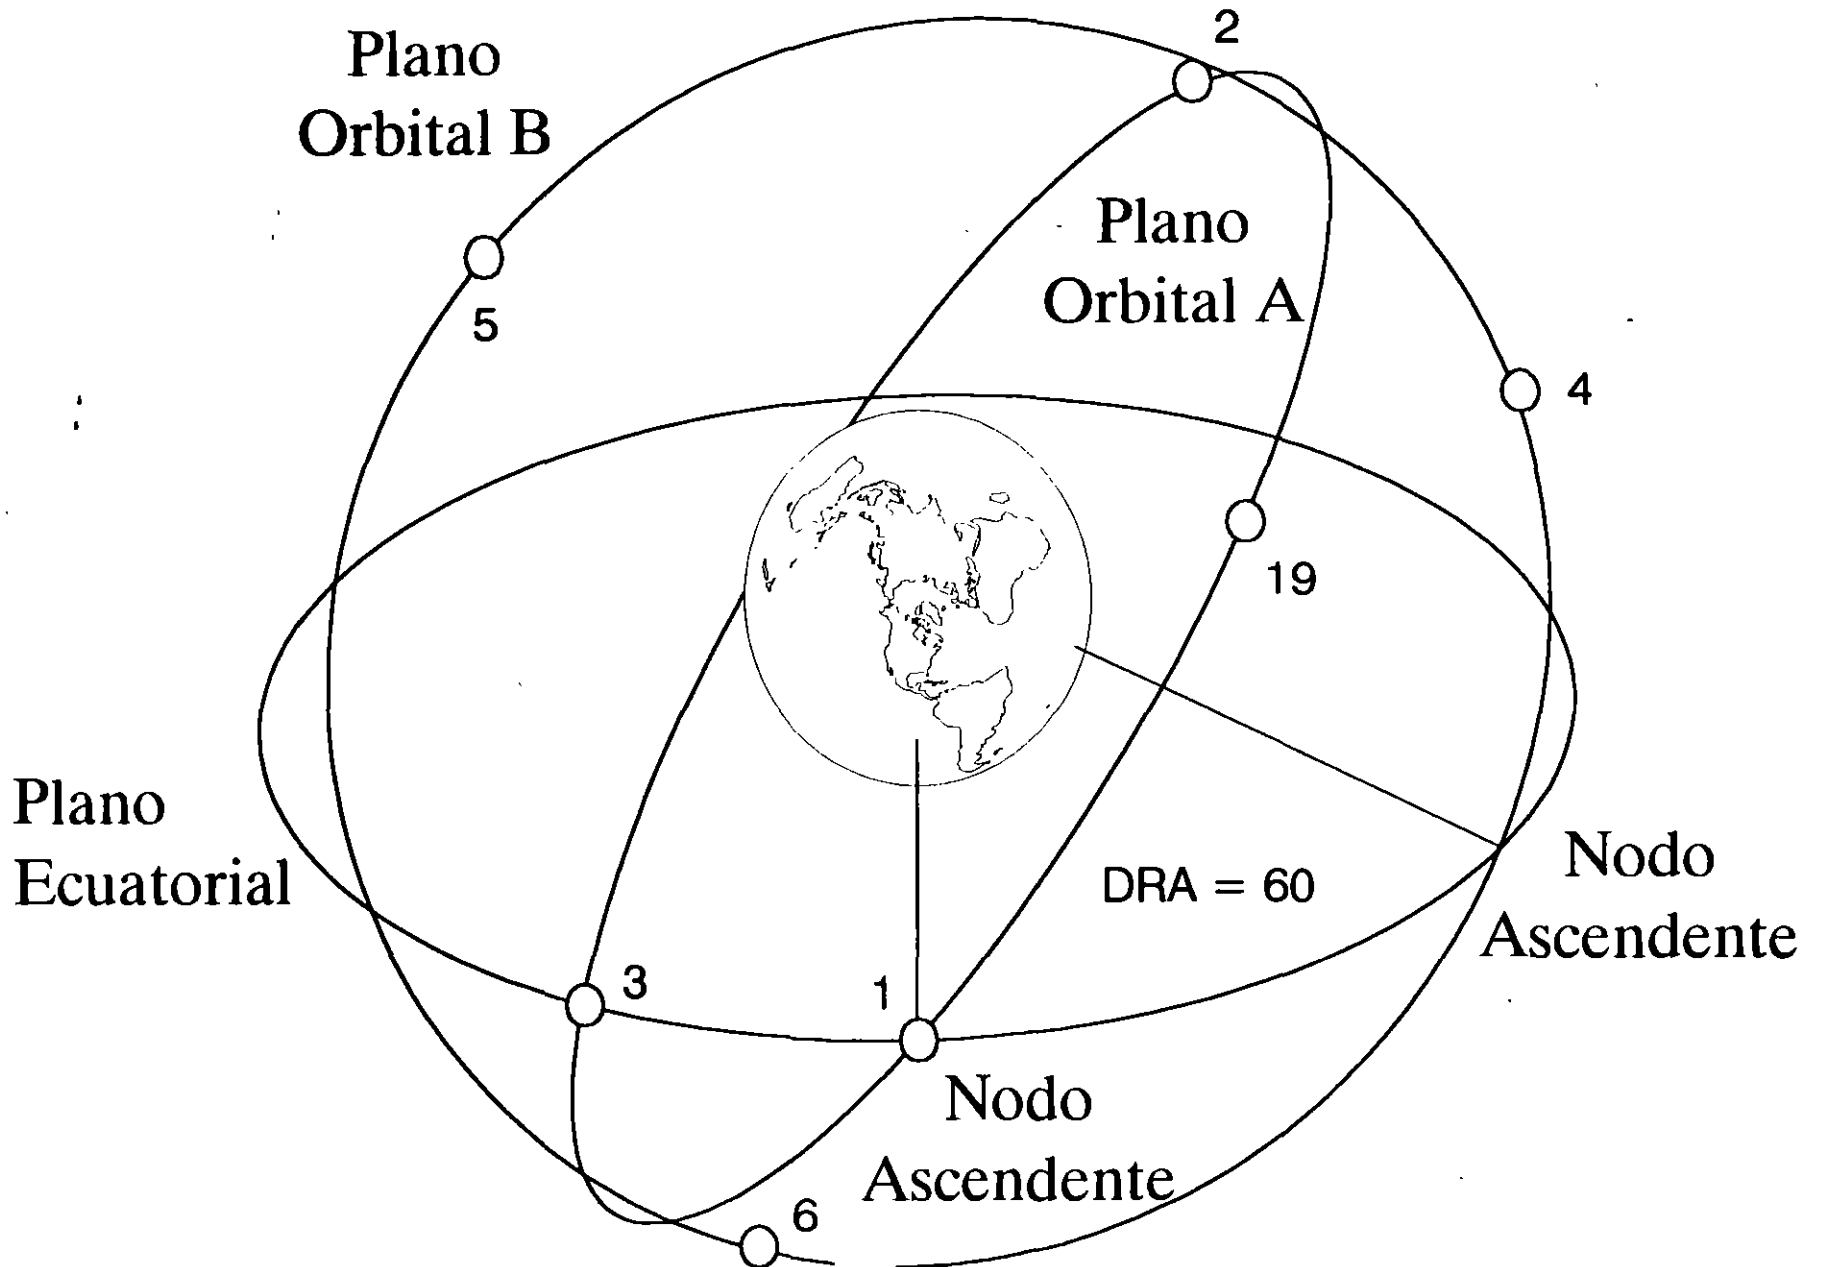 2
Plano
Orbital B
Plano
Orbital A
5
4
19
Plano
Ecuatorial
DRA = 60
Nodo
Ascendente
3
1
Nodo
Ascendente
6